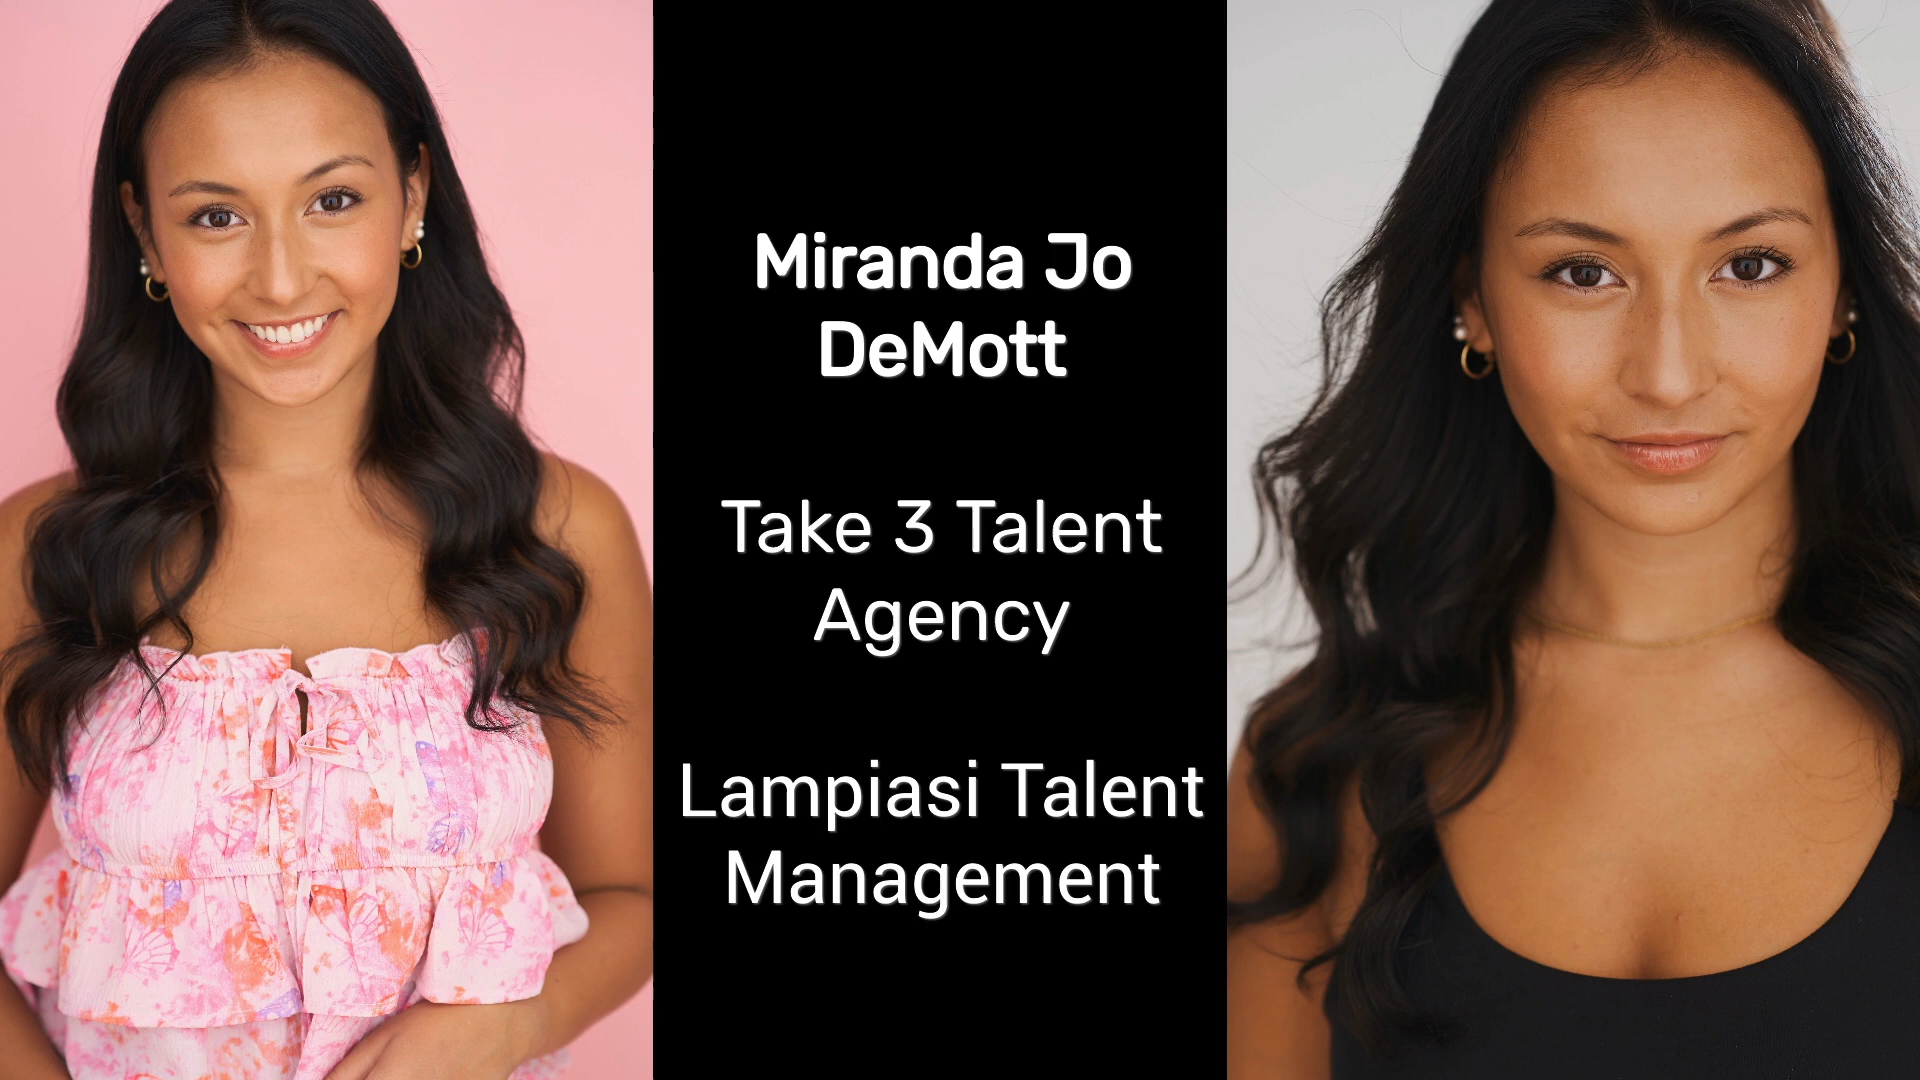 Miranda Jo
DeMott
Take 3 Talent
Agency
Lampiasi Talent
Management